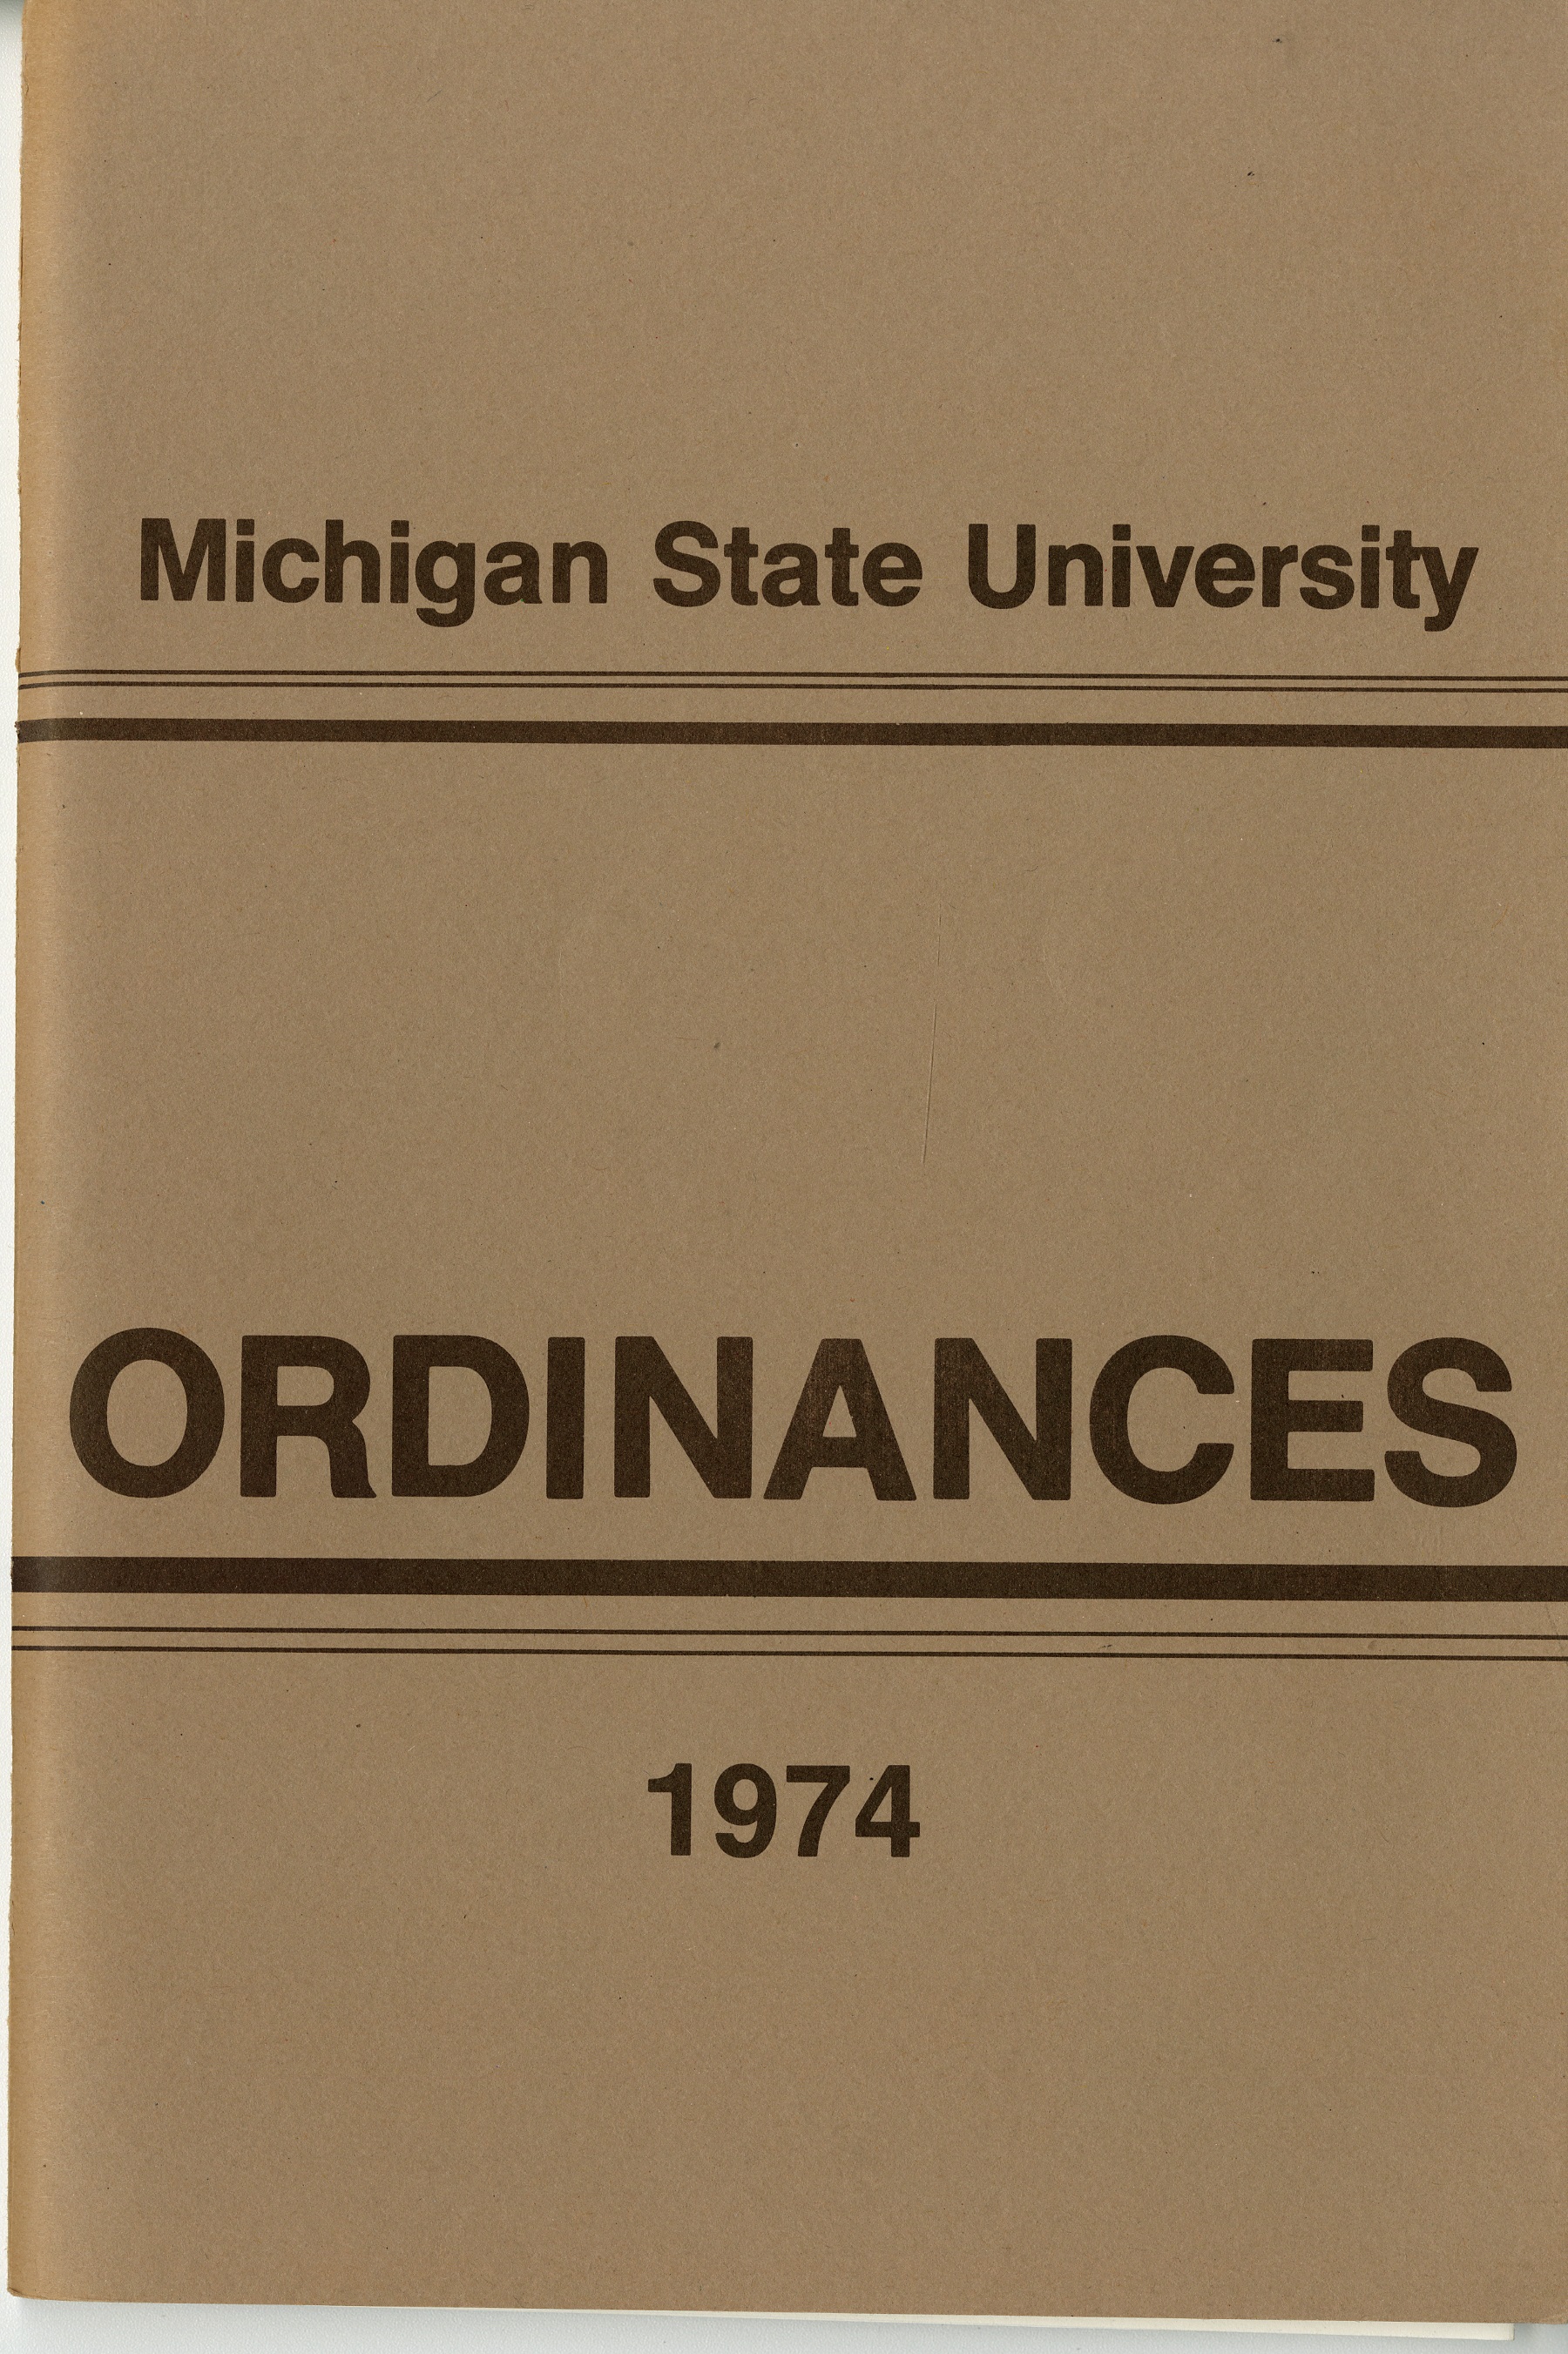 Michigan State University
ORDINANCES
1974